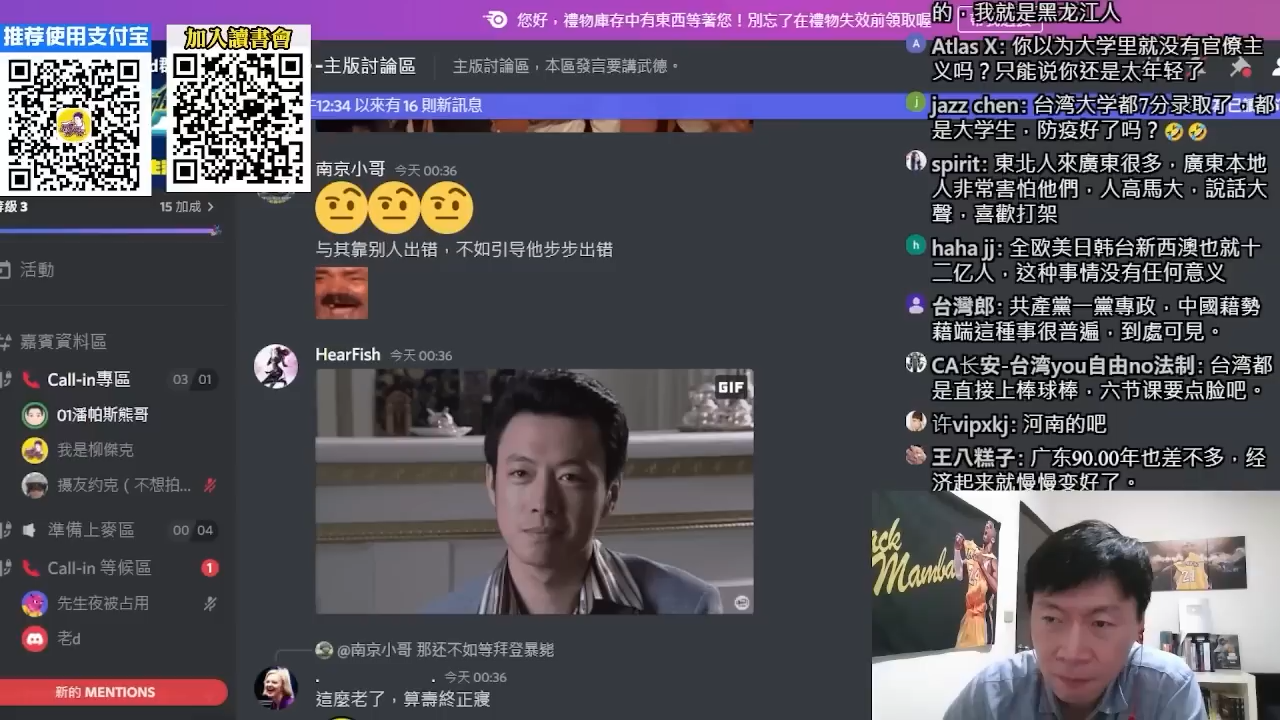 推荐使用支付宝
加入讀書會
您好，禮物庫存中有東西等著您！別忘了在禮物失效前領取喔
主版討論區
主版討論區，本區發言要講武德。
12:34 以來有 16 則新訊息
等級 3
15 加成
活動
嘉賓資料區
Call-in專區
03 01
01潘帕斯熊哥
我是柳傑克
摄友约克（不想拍...
準備上麥區
00 04
Call-in 等候區
1
先生夜被占用
老d
新的 MENTIONS
南京小哥 今天 00:36
与其靠别人出错，不如引导他步步出错
HearFish 今天 00:36
GIF
@南京小哥 那还不如等拜登暴毙
. . 今天 00:36
這麼老了，算壽終正寢
的，我就是黑龙江人
Atlas X: 你以为大学里就没有官僚主
义吗？只能说你还是太年轻了
jazz chen: 台湾大学都7分录取了，都
是大学生，防疫好了吗？🤣🤣
spirit: 東北人來廣東很多，廣東本地
人非常害怕他們，人高馬大，說話大
聲，喜歡打架
haha jj: 全欧美日韩台新西澳也就十
二亿人，这种事情没有任何意义
台灣郎: 共產黨一黨專政，中國藉勢
藉端這種事很普遍，到處可見。
CA长安-台湾you自由no法制: 台湾都
是直接上棒球棒，六节课要点脸吧。
许vipxkj: 河南的吧
王八糕子: 广东90.00年也差不多，经
济起来就慢慢变好了。
Mamba